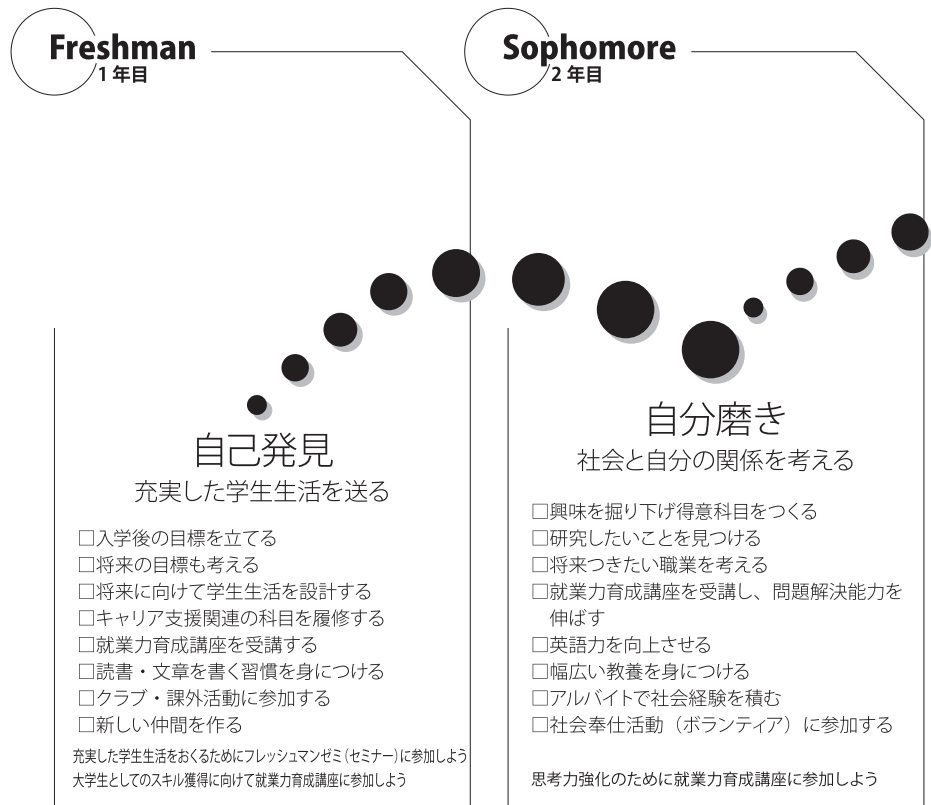 Freshman
1年目
自己発見
充実した学生生活を送る
□入学後の目標を立てる
□将来の目標も考える
□将来に向けて学生生活を設計する
□キャリア支援関連の科目を履修する
□就業力育成講座を受講する
□読書・文章を書く習慣を身につける
□クラブ・課外活動に参加する
□新しい仲間を作る
充実した学生生活をおくるためにフレッシュマンゼミ(セミナー)に参加しよう
大学生としてのスキル獲得に向けて就業力育成講座に参加しよう
Sophomore
2年目
自分磨き
社会と自分の関係を考える
□興味を掘り下げ得意科目をつくる
□研究したいことを見つける
□将来つきたい職業を考える
□就業力育成講座を受講し、問題解決能力を
伸ばす
□英語力を向上させる
□幅広い教養を身につける
□アルバイトで社会経験を積む
□社会奉仕活動(ボランティア)に参加する
思考力強化のために就業力育成講座に参加しよう